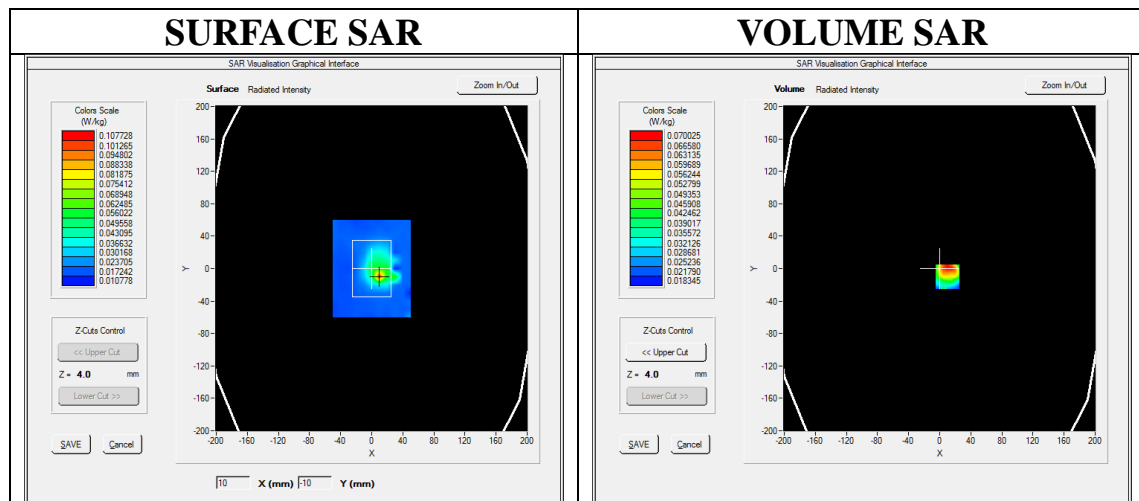 SURFACE SAR
VOLUME SAR
SAR Visualisation Graphical Interface
Surface Radiated Intensity
Zoom In/Out
Colors Scale
(W/kg)
0.107728
0.101265
0.094802
0.088338
0.081875
0.075412
0.068948
0.062485
0.056022
0.049558
0.043095
0.036632
0.030168
0.023705
0.017242
0.010778
Z-Cuts Control
<< Upper Cut
Z = 4.0 mm
Lower Cut >>
SAVE Cancel
200
160
120
80
40
0
-40
-80
-120
-160
-200
Y
-200 -160 -120 -80 -40 0 40 80 120 160 200
X
10 X (mm) -10 Y (mm)
SAR Visualisation Graphical Interface
Volume Radiated Intensity
Zoom In/Out
Colors Scale
(W/kg)
0.070025
0.066580
0.063135
0.059689
0.056244
0.052799
0.049353
0.045908
0.042462
0.039017
0.035572
0.032126
0.028681
0.025236
0.021790
0.018345
Z-Cuts Control
<< Upper Cut
Z = 4.0 mm
Lower Cut >>
SAVE Cancel
200
160
120
80
40
0
-40
-80
-120
-160
-200
Y
-200 -160 -120 -80 -40 0 40 80 120 160 200
X